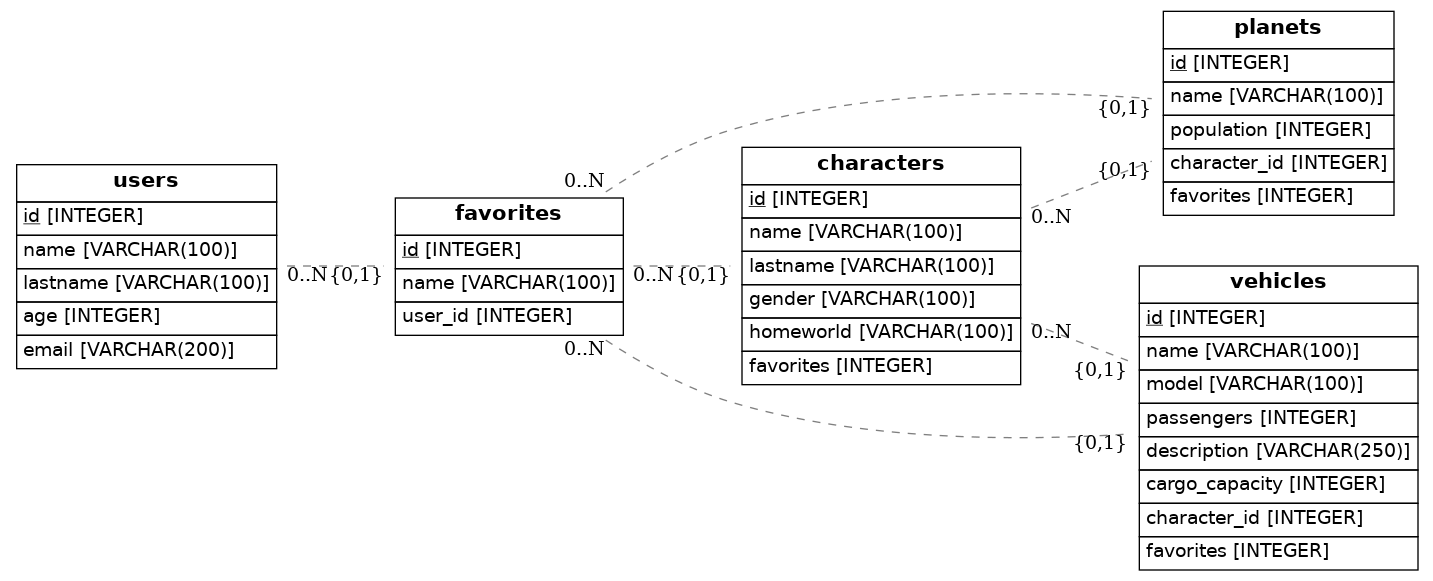 users
id [INTEGER]
name [VARCHAR(100)]
lastname [VARCHAR(100)]
age [INTEGER]
email [VARCHAR(200)]
0..N
{0,1}
favorites
id [INTEGER]
name [VARCHAR(100)]
user_id [INTEGER]
0..N
{0,1}
0..N
{0,1}
0..N
{0,1}
characters
id [INTEGER]
name [VARCHAR(100)]
lastname [VARCHAR(100)]
gender [VARCHAR(100)]
homeworld [VARCHAR(100)]
favorites [INTEGER]
0..N
{0,1}
0..N
{0,1}
planets
id [INTEGER]
name [VARCHAR(100)]
population [INTEGER]
character_id [INTEGER]
favorites [INTEGER]
vehicles
id [INTEGER]
name [VARCHAR(100)]
model [VARCHAR(100)]
passengers [INTEGER]
description [VARCHAR(250)]
cargo_capacity [INTEGER]
character_id [INTEGER]
favorites [INTEGER]